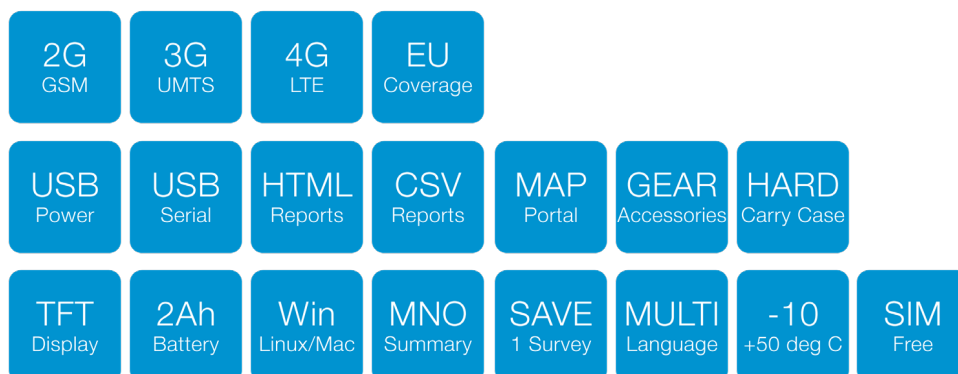 2G 3G 4G EU
GSM UMTS LTE Coverage
USB USB HTML CSV MAP GEAR HARD
Power Serial Reports Reports Portal Accessories Carry Case
TFT 2Ah Win MNO SAVE MULTI -10 SIM
Display Battery Linux/Mac Summary 1 Survey Language +50 deg C Free